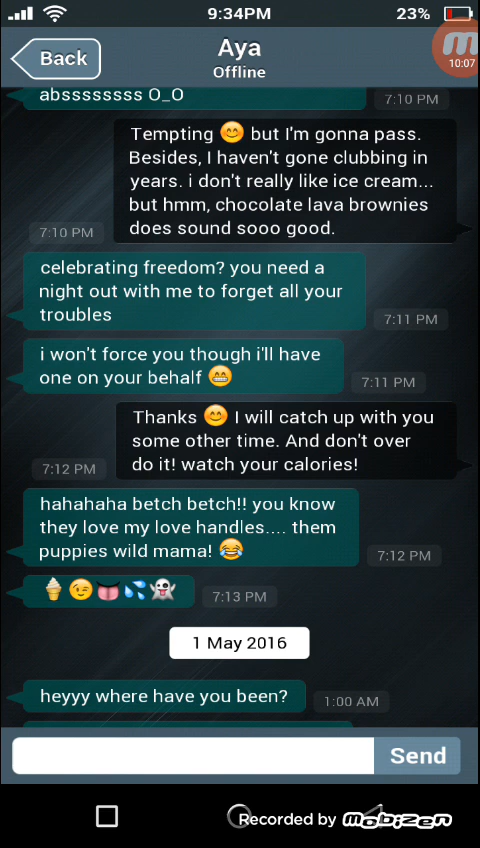 9:34PM 23%
Back Aya
Offline
10:07
abssssssss O_O
7:10 PM
Tempting 😊 but I'm gonna pass.
Besides, I haven't gone clubbing in
years. i don't really like ice cream...
but hmm, chocolate lava brownies
does sound sooo good.
7:10 PM
celebrating freedom? you need a
night out with me to forget all your
troubles
7:11 PM
i won't force you though i'll have
one on your behalf 😁
7:11 PM
Thanks 😊 I will catch up with you
some other time. And don't over
do it! watch your calories!
7:12 PM
hahahaha betch betch!! you know
they love my love handles.... them
puppies wild mama! 😂
7:12 PM
🍦😉👅💦👻
7:13 PM
1 May 2016
heyyy where have you been?
1:00 AM
Send
Recorded by Mobizen